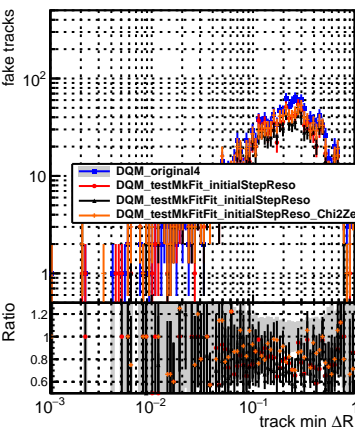 fake tracks
10²
DQM_original4
DQM_testMkFit_initialStepReso
DQM_testMkFitFit_initialStepReso
DQM_testMkFitFit_initialStepReso_Chi2Ze
10
1
Ratio
1.2
1
0.8
0.6
10⁻³
10⁻²
10⁻¹
1
track min ΔR